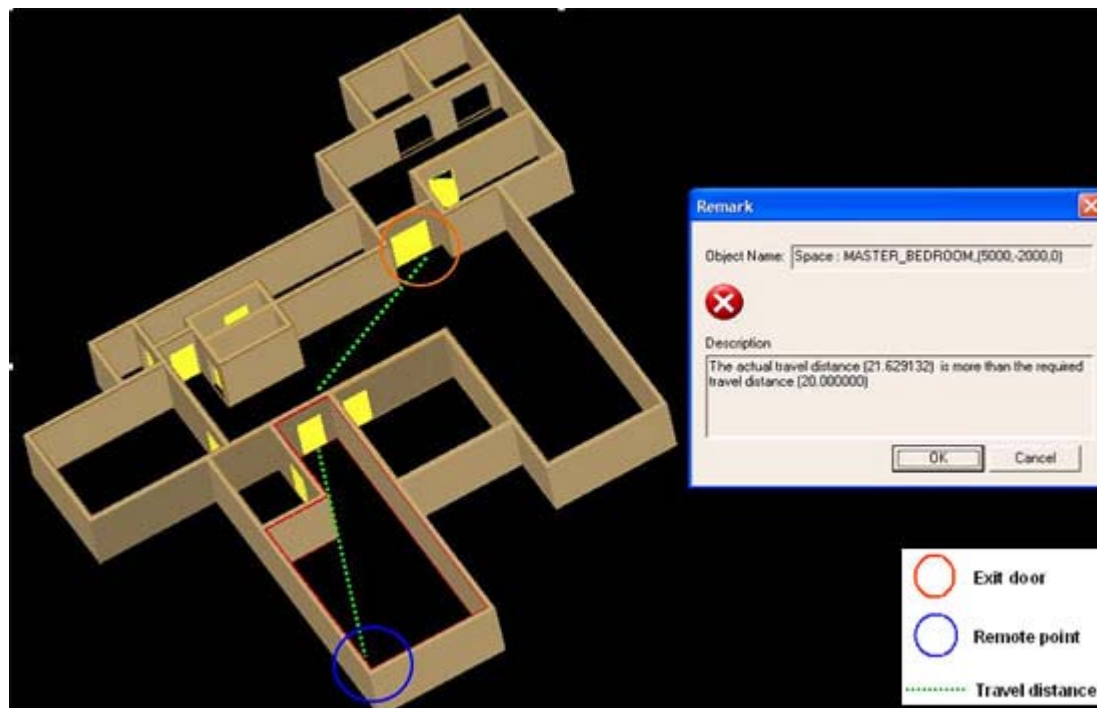 Remark
Object Name: Space : MASTER_BEDROOM,(5000,-2000,0)
Description
The actual travel distance (21.629132) is more than the required
travel distance (20.000000)
OK Cancel
Exit door
Remote point
Travel distance